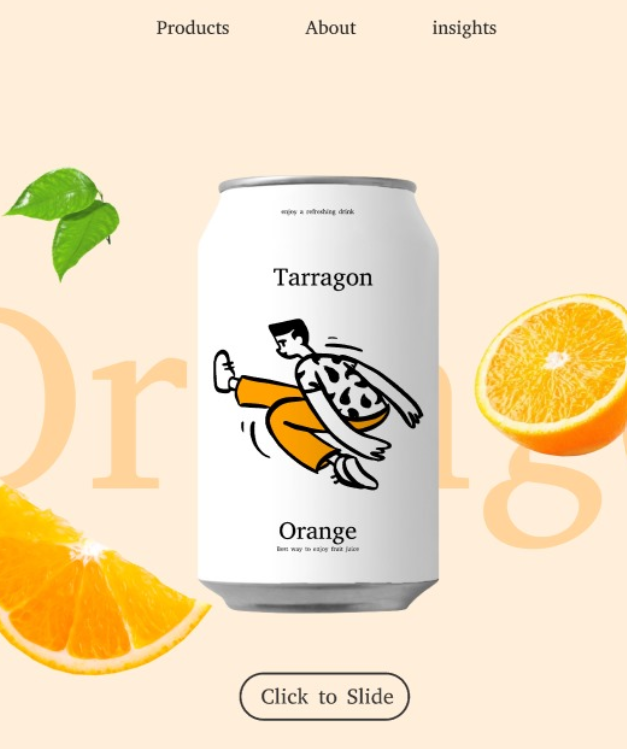 Products About insights
enjoy a refreshing drink
Tarragon
Orange
Orange
Best way to enjoy fruit juice
Click to Slide